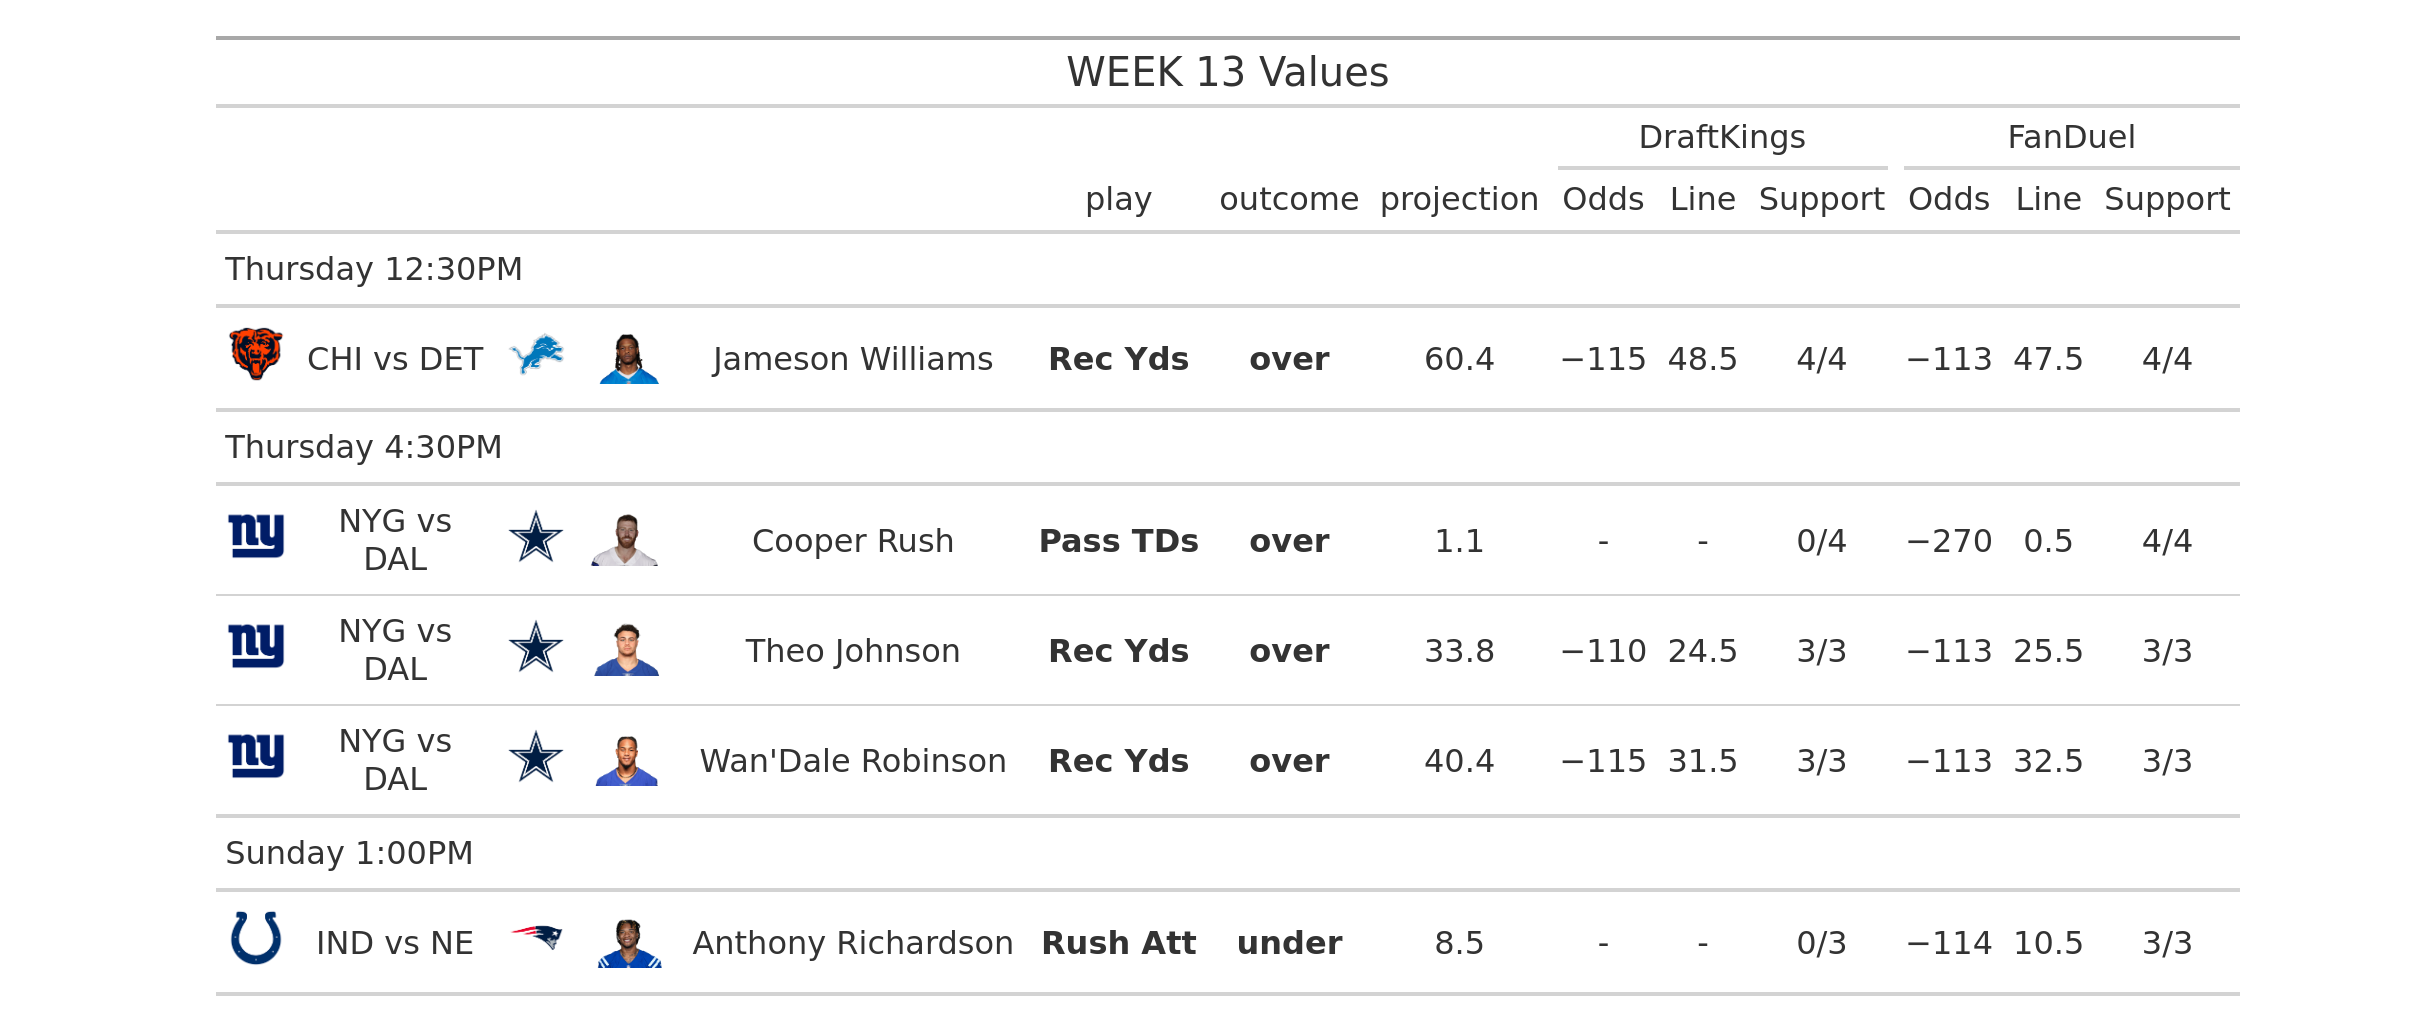 WEEK 13 Values
DraftKings FanDuel
play outcome projection Odds Line Support Odds Line Support
Thursday 12:30PM
CHI vs DET Jameson Williams Rec Yds over 60.4 −115 48.5 4/4 −113 47.5 4/4
Thursday 4:30PM
ny NYG vs
DAL Cooper Rush Pass TDs over 1.1 - - 0/4 −270 0.5 4/4
ny NYG vs
DAL Theo Johnson Rec Yds over 33.8 −110 24.5 3/3 −113 25.5 3/3
ny NYG vs
DAL Wan'Dale Robinson Rec Yds over 40.4 −115 31.5 3/3 −113 32.5 3/3
Sunday 1:00PM
IND vs NE Anthony Richardson Rush Att under 8.5 - - 0/3 −114 10.5 3/3